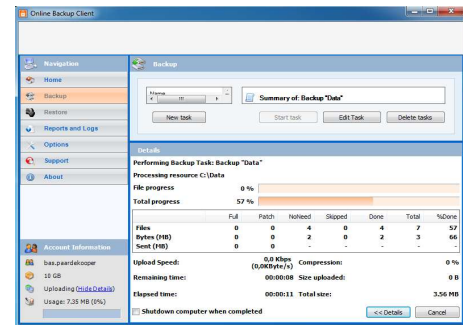 Online Backup Client
Navigation
Home
Backup
Restore
Reports and Logs
Options
Support
About
Account Information
bas.paardekooper
10 GB
Uploading (Hide Details)
Usage: 7.35 MB (0%)
Backup
Name
Summary of: Backup "Data"
New task
Start task
Edit Task
Delete tasks
Details
Performing Backup Task: Backup "Data"
Processing resource C:\Data
File progress 0 %
Total progress 57 %
Full Patch NoNeed Skipped Done Total %Done
Files 0 0 4 0 4 7 57
Bytes (MB) 0 0 2 0 2 3 66
Sent (MB) 0 0 - - - - -
Upload Speed: 0,0 Kbps (0,0KByte/s) Compression: 0 %
Remaining time: 00:00:08 Size uploaded: 0 B
Elapsed time: 00:00:11 Total size: 3.56 MB
Shutdown computer when completed
<< Details
Cancel